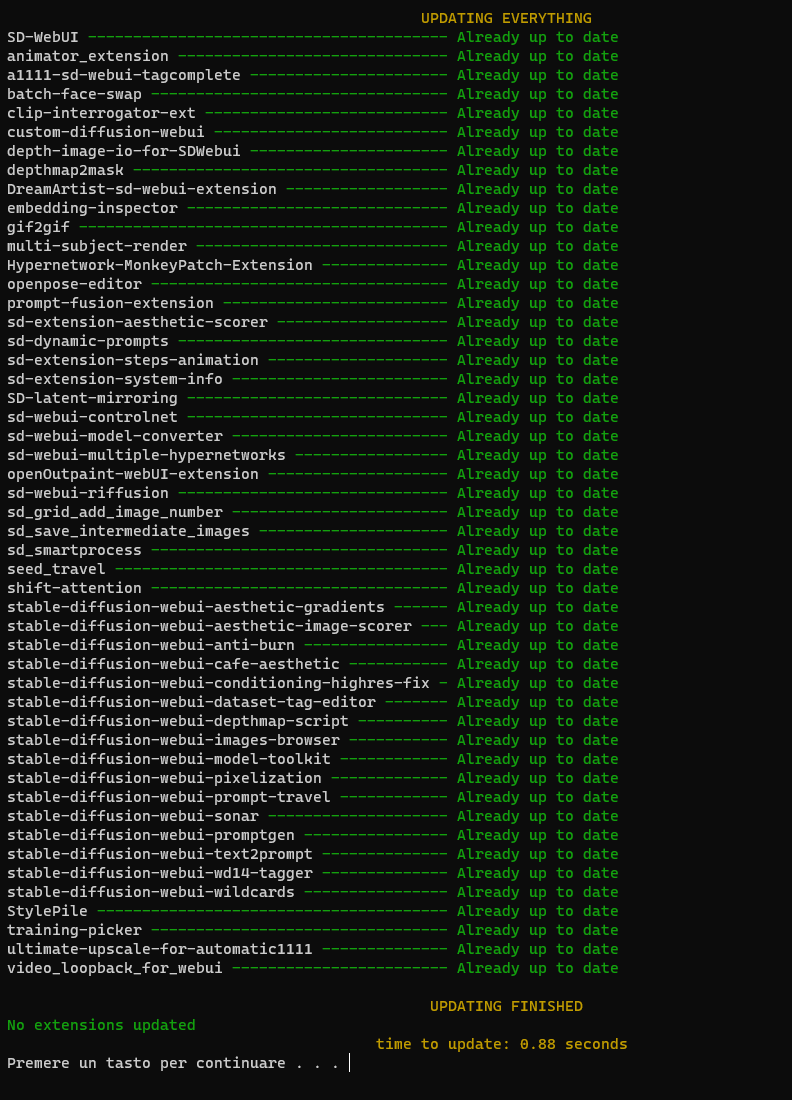 UPDATING EVERYTHING
SD-WebUI ---------------------------------------- Already up to date
animator_extension ------------------------------ Already up to date
a1111-sd-webui-tagcomplete ---------------------- Already up to date
batch-face-swap --------------------------------- Already up to date
clip-interrogator-ext --------------------------- Already up to date
custom-diffusion-webui -------------------------- Already up to date
depth-image-io-for-SDWebui ---------------------- Already up to date
depthmap2mask ----------------------------------- Already up to date
DreamArtist-sd-webui-extension ------------------ Already up to date
embedding-inspector ----------------------------- Already up to date
gif2gif ----------------------------------------- Already up to date
multi-subject-render ---------------------------- Already up to date
Hypernetwork-MonkeyPatch-Extension -------------- Already up to date
openpose-editor --------------------------------- Already up to date
prompt-fusion-extension ------------------------- Already up to date
sd-extension-aesthetic-scorer ------------------- Already up to date
sd-dynamic-prompts ------------------------------ Already up to date
sd-extension-steps-animation -------------------- Already up to date
sd-extension-system-info ------------------------ Already up to date
SD-latent-mirroring ----------------------------- Already up to date
sd-webui-controlnet ----------------------------- Already up to date
sd-webui-model-converter ------------------------ Already up to date
sd-webui-multiple-hypernetworks ----------------- Already up to date
openOutpaint-webUI-extension -------------------- Already up to date
sd-webui-riffusion ------------------------------ Already up to date
sd_grid_add_image_number ------------------------ Already up to date
sd_save_intermediate_images --------------------- Already up to date
sd_smartprocess --------------------------------- Already up to date
seed_travel ------------------------------------- Already up to date
shift-attention --------------------------------- Already up to date
stable-diffusion-webui-aesthetic-gradients ------ Already up to date
stable-diffusion-webui-aesthetic-image-scorer --- Already up to date
stable-diffusion-webui-anti-burn ---------------- Already up to date
stable-diffusion-webui-cafe-aesthetic ----------- Already up to date
stable-diffusion-webui-conditioning-highres-fix - Already up to date
stable-diffusion-webui-dataset-tag-editor ------- Already up to date
stable-diffusion-webui-depthmap-script ---------- Already up to date
stable-diffusion-webui-images-browser ----------- Already up to date
stable-diffusion-webui-model-toolkit ------------ Already up to date
stable-diffusion-webui-pixelization ------------- Already up to date
stable-diffusion-webui-prompt-travel ------------ Already up to date
stable-diffusion-webui-sonar -------------------- Already up to date
stable-diffusion-webui-promptgen ---------------- Already up to date
stable-diffusion-webui-text2prompt -------------- Already up to date
stable-diffusion-webui-wd14-tagger -------------- Already up to date
stable-diffusion-webui-wildcards ---------------- Already up to date
StylePile --------------------------------------- Already up to date
training-picker --------------------------------- Already up to date
ultimate-upscale-for-automatic1111 -------------- Already up to date
video_loopback_for_webui ------------------------ Already up to date
UPDATING FINISHED
No extensions updated
time to update: 0.88 seconds
Premere un tasto per continuare . . .